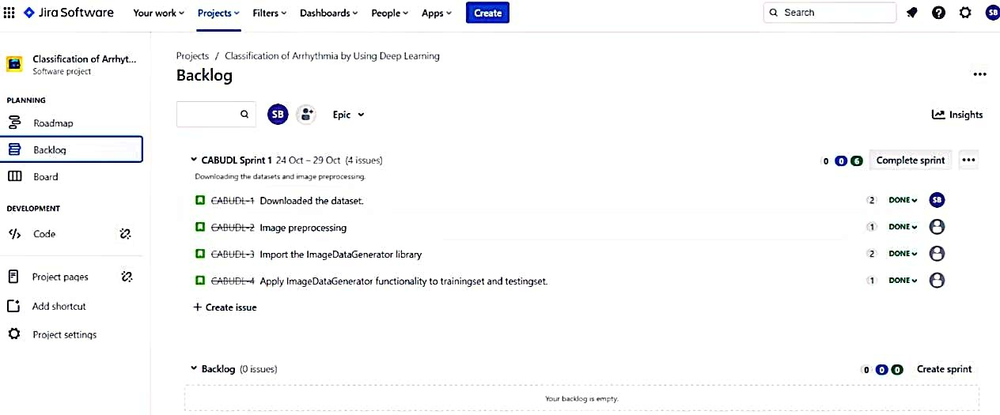 Jira Software Your work Projects Filters Dashboards People Apps Create Search SB
Classification of Arrhyt...
Software project
PLANNING
Roadmap
Backlog
Board
DEVELOPMENT
Code
Project pages
Add shortcut
Project settings
Projects / Classification of Arrhythmia by Using Deep Learning
Backlog
SB Epic Insights
CABUDL Sprint 1 24 Oct – 29 Oct (4 issues) 0 0 6 Complete sprint
Downloading the datasets and image preprocessing.
CABUDL-1 Downloaded the dataset. 2 DONE SB
CABUDL-2 Image preprocessing 1 DONE
CABUDL-3 Import the ImageDataGenerator library 2 DONE
CABUDL-4 Apply ImageDataGenerator functionality to trainingset and testingset. 1 DONE
+ Create issue
Backlog (0 issues) 0 0 0 Create sprint
Your backlog is empty.